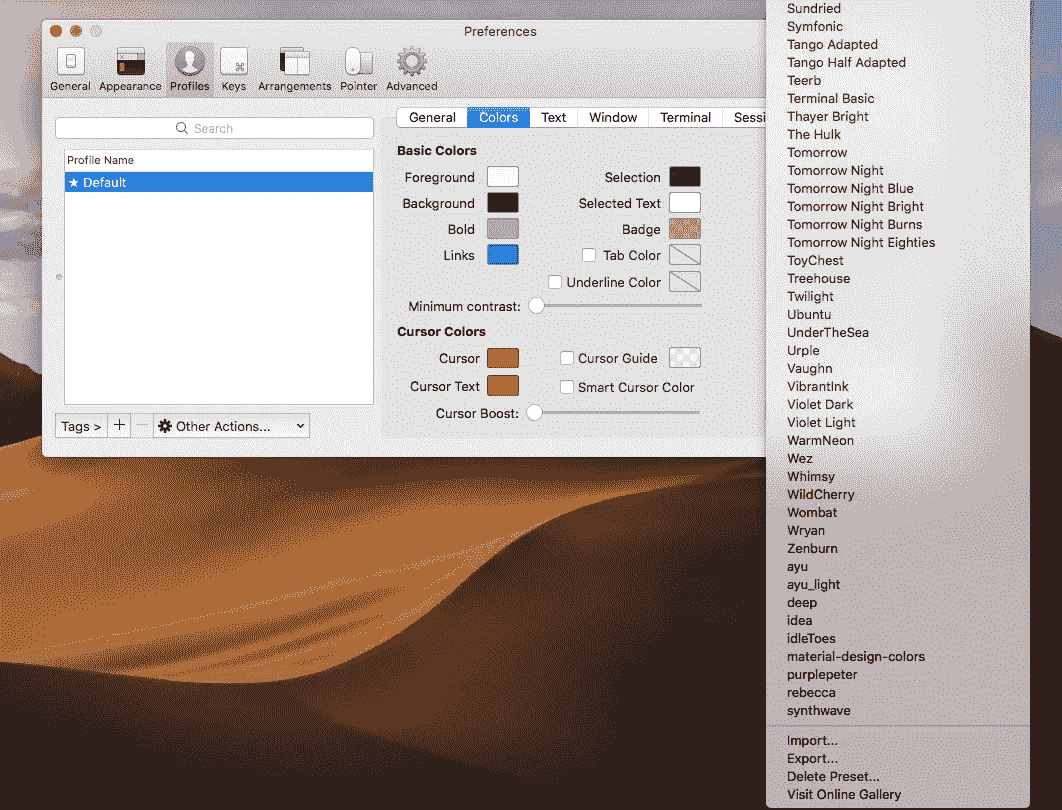 Preferences
General Appearance Profiles Keys Arrangements Pointer Advanced
Search
Profile Name
★ Default
Tags > + − Other Actions...
General Colors Text Window Terminal Sessi
Basic Colors
Foreground Selection
Background Selected Text
Bold Badge
Links Tab Color
Underline Color
Minimum contrast:
Cursor Colors
Cursor Cursor Guide
Cursor Text Smart Cursor Color
Cursor Boost:
Sundried
Symfonic
Tango Adapted
Tango Half Adapted
Teerb
Terminal Basic
Thayer Bright
The Hulk
Tomorrow
Tomorrow Night
Tomorrow Night Blue
Tomorrow Night Bright
Tomorrow Night Burns
Tomorrow Night Eighties
ToyChest
Treehouse
Twilight
Ubuntu
UnderTheSea
Urple
Vaughn
VibrantInk
Violet Dark
Violet Light
WarmNeon
Wez
Whimsy
WildCherry
Wombat
Wryan
Zenburn
ayu
ayu_light
deep
idea
idleToes
material-design-colors
purplepeter
rebecca
synthwave
Import...
Export...
Delete Preset...
Visit Online Gallery